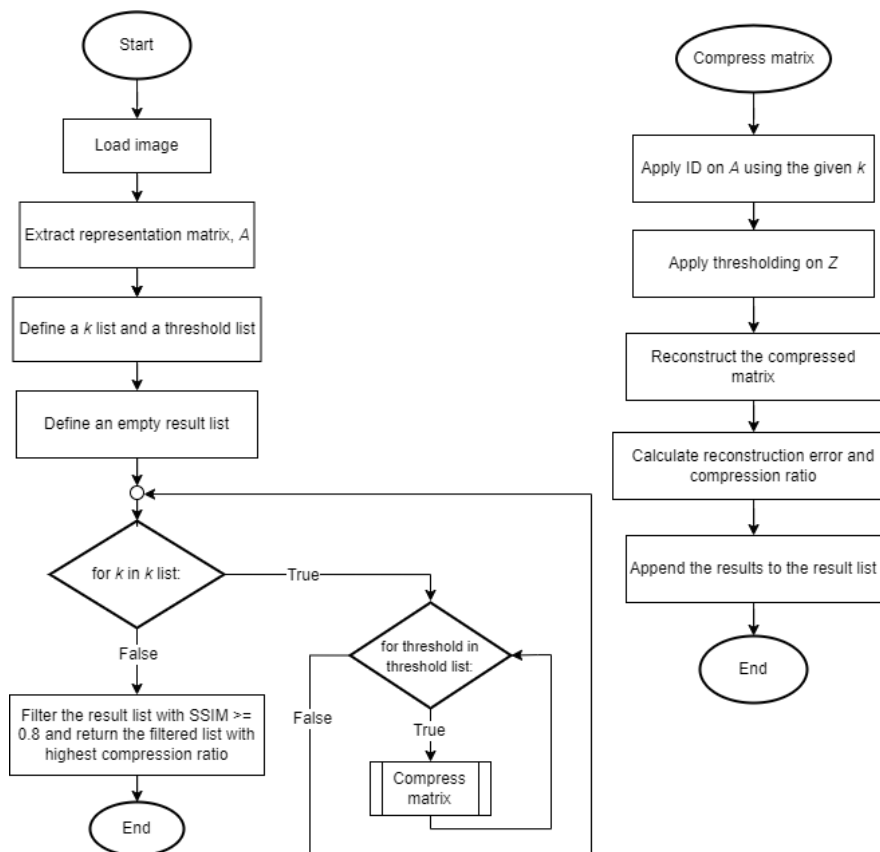 Start
Load image
Extract representation matrix, A
Define a k list and a threshold list
Define an empty result list
for k in k list:
True
False
for threshold in
threshold list:
False
True
Compress
matrix
Filter the result list with SSIM >=
0.8 and return the filtered list with
highest compression ratio
End
Compress matrix
Apply ID on A using the given k
Apply thresholding on Z
Reconstruct the compressed
matrix
Calculate reconstruction error and
compression ratio
Append the results to the result list
End